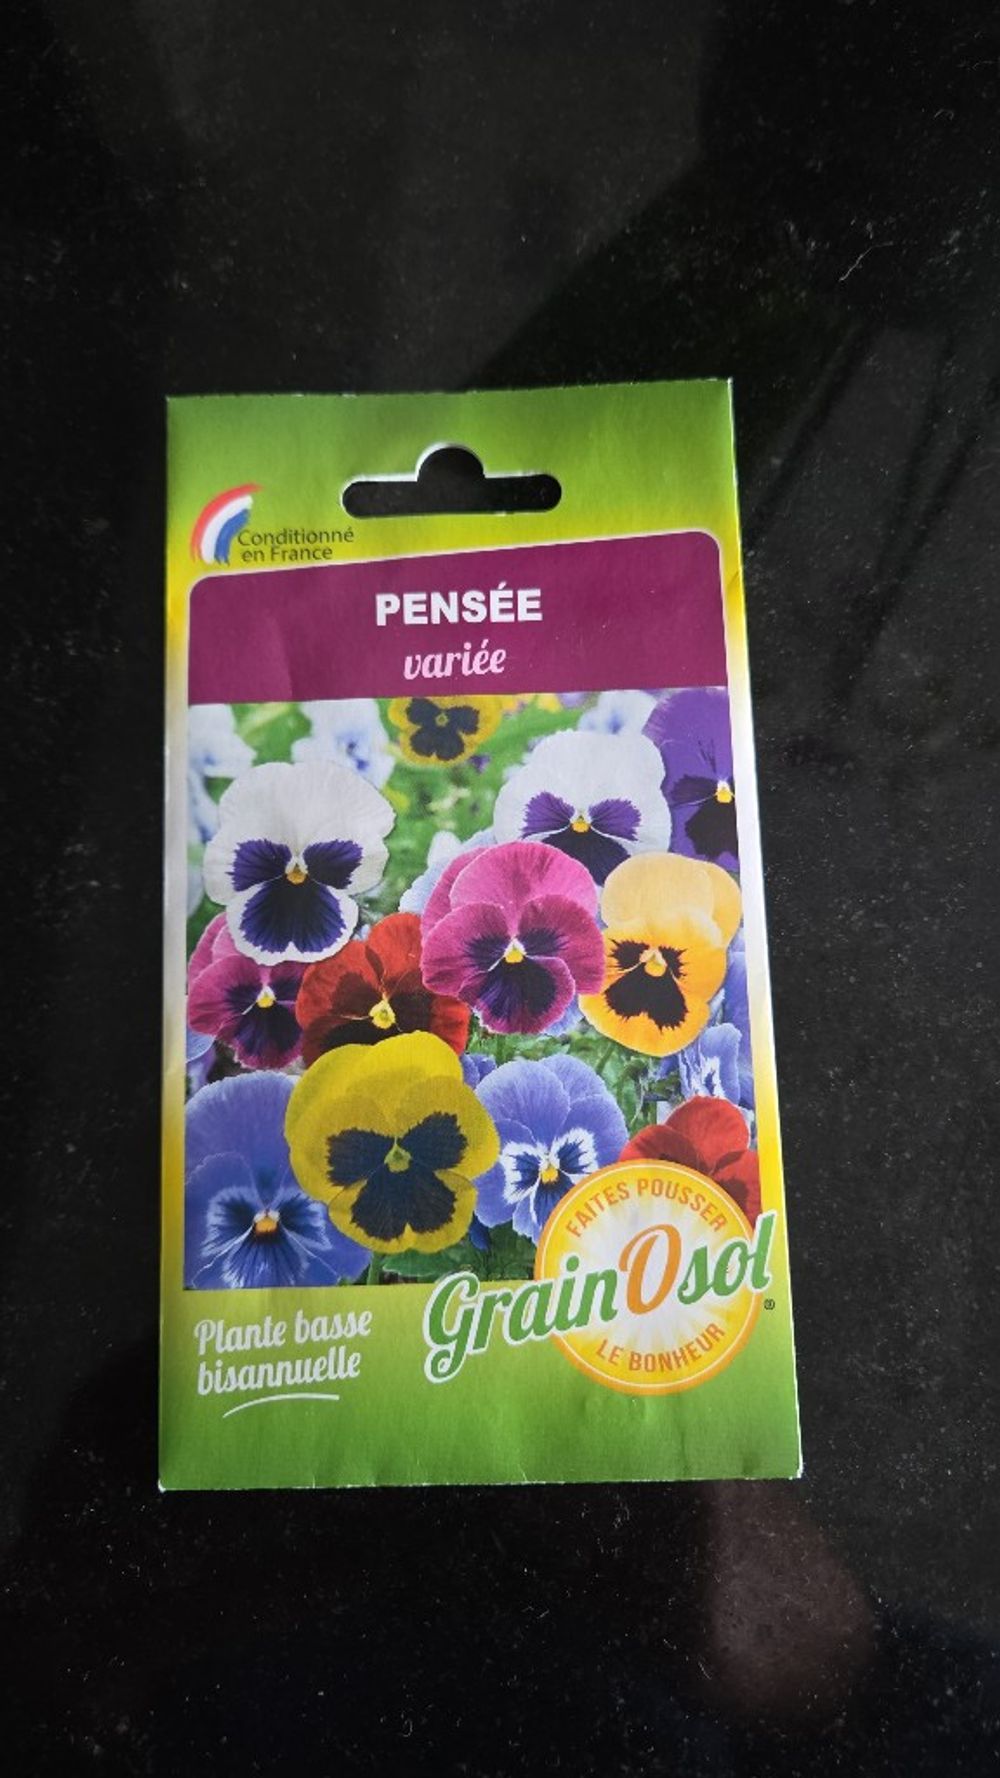 Conditionné
en France
PENSÉE
variée
FAITES POUSSER
GrainOsol
®
LE BONHEUR
Plante basse
bisannuelle